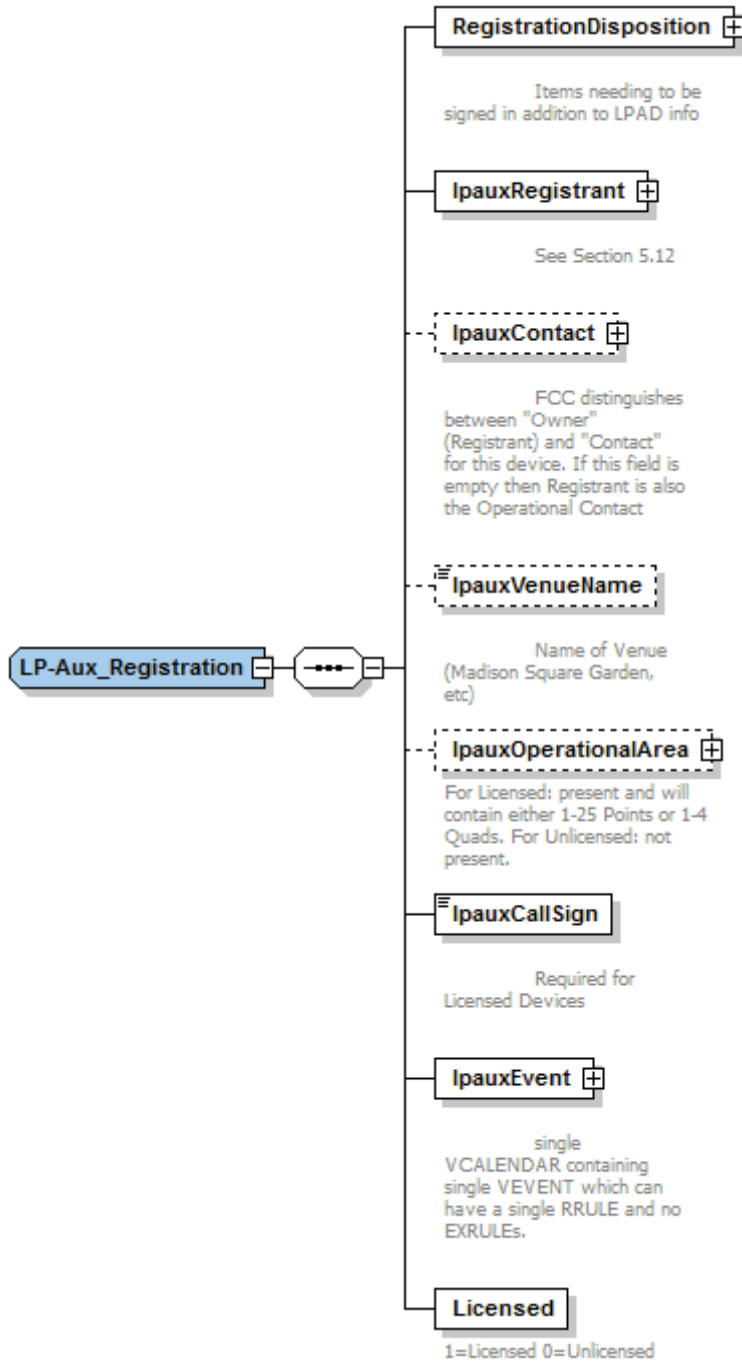 RegistrationDisposition
Items needing to be
signed in addition to LPAD info
lpauxRegistrant
See Section 5.12
lpauxContact
FCC distinguishes
between "Owner"
(Registrant) and "Contact"
for this device. If this field is
empty then Registrant is also
the Operational Contact
lpauxVenueName
Name of Venue
(Madison Square Garden,
etc)
LP-Aux_Registration
lpauxOperationalArea
For Licensed: present and will
contain either 1-25 Points or 1-4
Quads. For Unlicensed: not
present.
lpauxCallSign
Required for
Licensed Devices
lpauxEvent
single
VCALENDAR containing
single VEVENT which can
have a single RRULE and no
EXRULEs.
Licensed
1=Licensed 0=Unlicensed